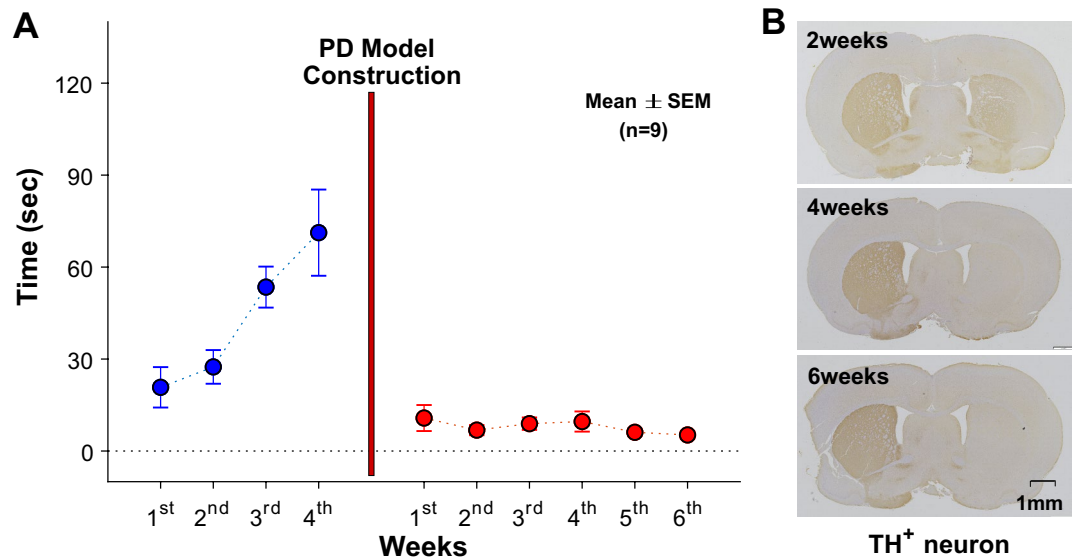 A
PD Model
Construction
Mean ± SEM
(n=9)
Time (sec)
120
90
60
30
0
1st 2nd 3rd 4th 1st 2nd 3rd 4th 5th 6th
Weeks
B
2weeks
4weeks
6weeks
1mm
TH+ neuron